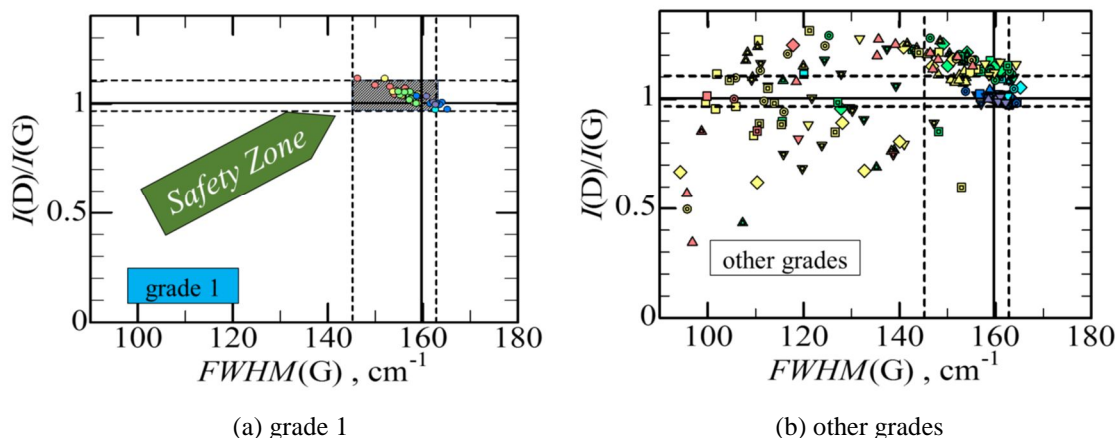 I(D)/I(G)
1
0.5
0
Safety Zone
grade 1
100 120 140 160 180
FWHM(G) , cm-1
(a) grade 1
I(D)/I(G)
1
0.5
0
other grades
100 120 140 160 180
FWHM(G) , cm-1
(b) other grades